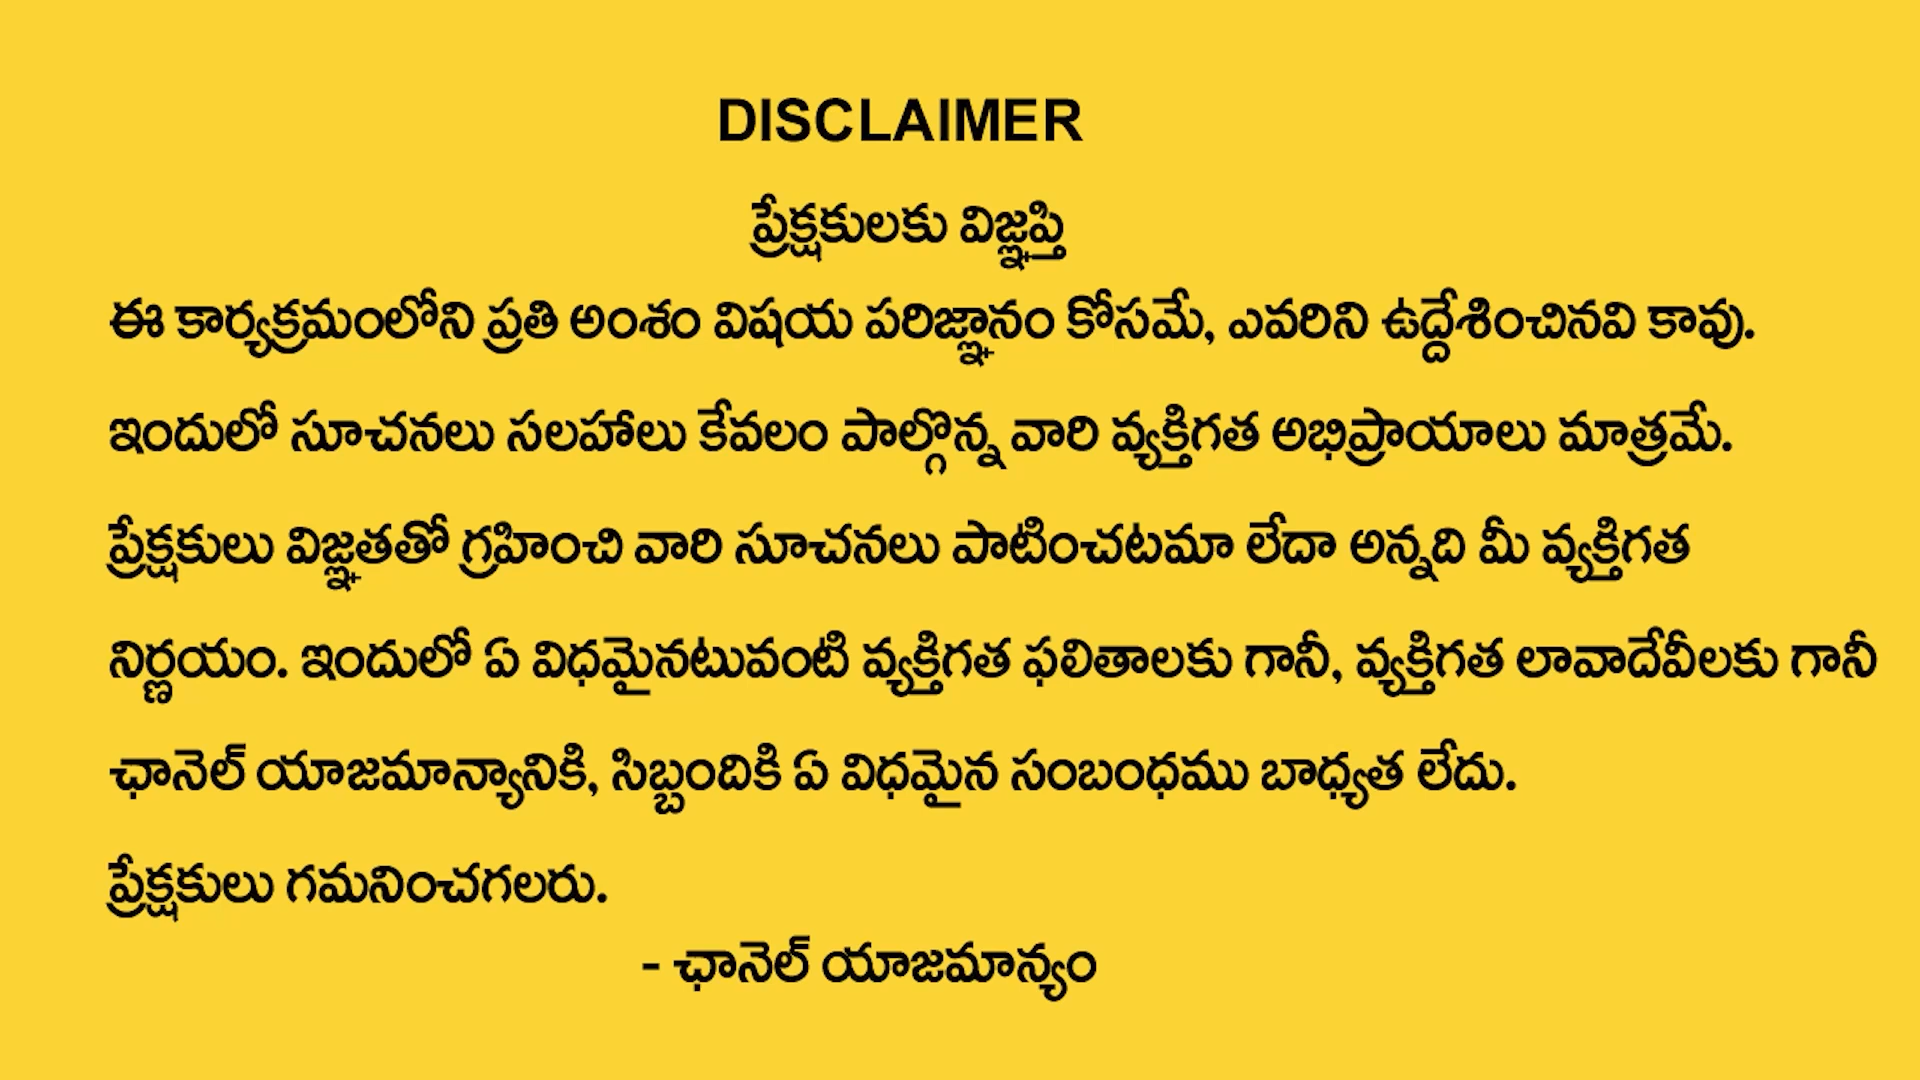 DISCLAIMER
ప్రేక్షకులకు విజ్ఞప్తి
ఈ కార్యక్రమంలోని ప్రతి అంశం విషయ పరిజ్ఞానం కోసమే, ఎవరిని ఉద్దేశించినవి కావు.
ఇందులో సూచనలు సలహాలు కేవలం పాల్గొన్న వారి వ్యక్తిగత అభిప్రాయాలు మాత్రమే.
ప్రేక్షకులు విజ్ఞతతో గ్రహించి వారి సూచనలు పాటించటమా లేదా అన్నది మీ వ్యక్తిగత
నిర్ణయం. ఇందులో ఏ విధమైనటువంటి వ్యక్తిగత ఫలితాలకు గానీ, వ్యక్తిగత లావాదేవీలకు గానీ
ఛానెల్ యాజమాన్యానికి, సిబ్బందికి ఏ విధమైన సంబంధము బాధ్యత లేదు.
ప్రేక్షకులు గమనించగలరు.
- ఛానెల్ యాజమాన్యం